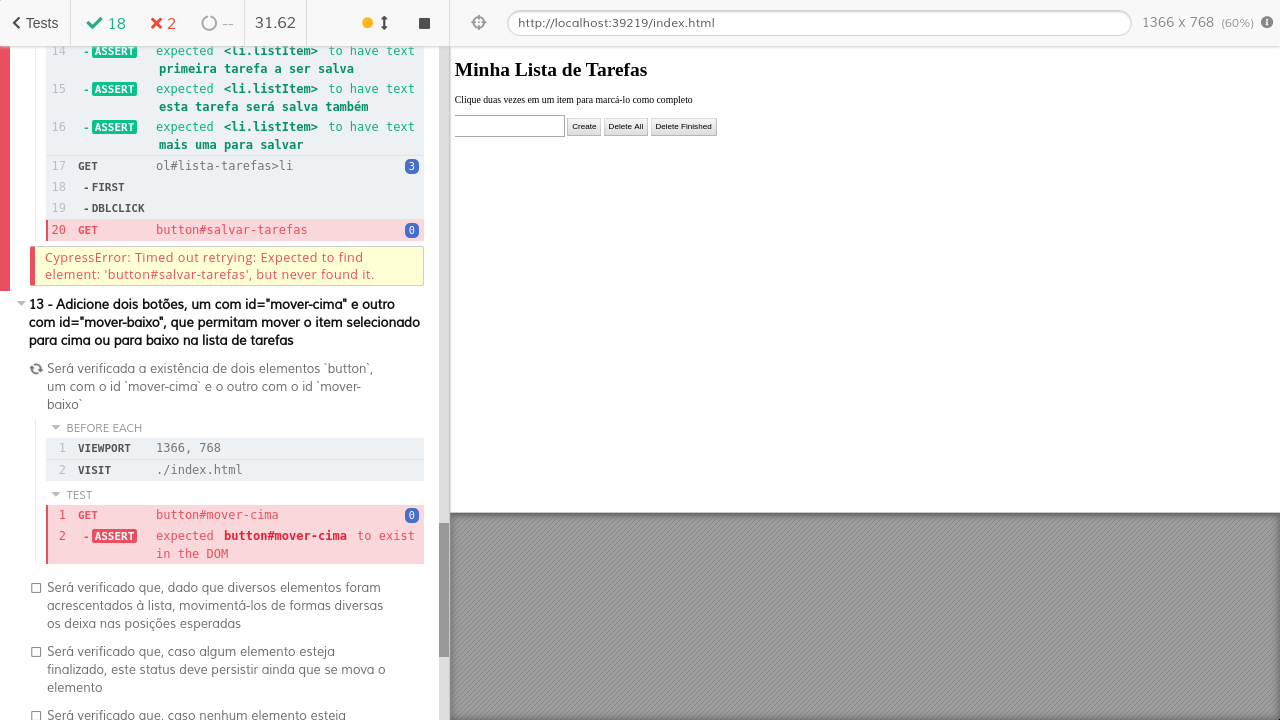 Tests
18
2
--
31.62
http://localhost:39219/index.html
1366 x 768 (60%)
14 - ASSERT expected <li.listItem> to have text
primeira tarefa a ser salva
15 - ASSERT expected <li.listItem> to have text
esta tarefa será salva também
16 - ASSERT expected <li.listItem> to have text
mais uma para salvar
17 GET ol#lista-tarefas>li 3
18 - FIRST
19 - DBLCLICK
20 GET button#salvar-tarefas 0
CypressError: Timed out retrying: Expected to find
element: 'button#salvar-tarefas', but never found it.
13 - Adicione dois botões, um com id="mover-cima" e outro
com id="mover-baixo", que permitam mover o item selecionado
para cima ou para baixo na lista de tarefas
Será verificada a existência de dois elementos `button`,
um com o id `mover-cima` e o outro com o id `mover-
baixo`
BEFORE EACH
1 VIEWPORT 1366, 768
2 VISIT ./index.html
TEST
1 GET button#mover-cima 0
2 - ASSERT expected button#mover-cima to exist
in the DOM
Será verificado que, dado que diversos elementos foram
acrescentados à lista, movimentá-los de formas diversas
os deixa nas posições esperadas
Será verificado que, caso algum elemento esteja
finalizado, este status deve persistir ainda que se mova o
elemento
Será verificado que, caso nenhum elemento esteja
Minha Lista de Tarefas
Clique duas vezes em um item para marcá-lo como completo
Create Delete All Delete Finished